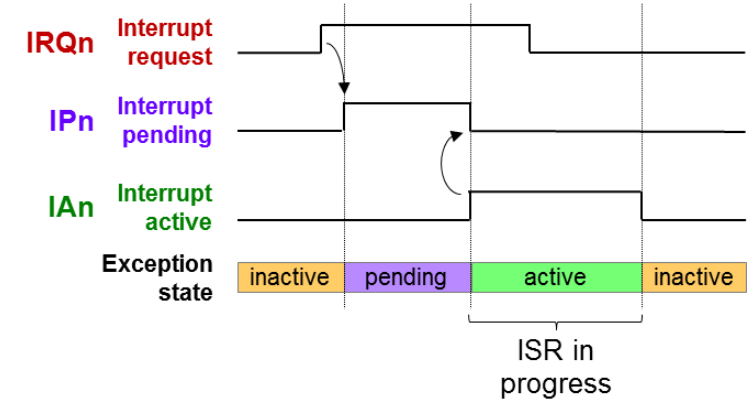 IRQn Interrupt
request
IPn Interrupt
pending
IAn Interrupt
active
Exception
state
inactive pending active inactive
ISR in
progress